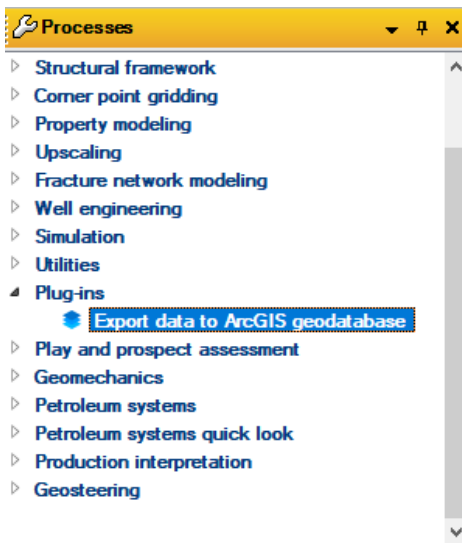 Processes
Structural framework
Corner point gridding
Property modeling
Upscaling
Fracture network modeling
Well engineering
Simulation
Utilities
Plug-ins
Export data to ArcGIS geodatabase
Play and prospect assessment
Geomechanics
Petroleum systems
Petroleum systems quick look
Production interpretation
Geosteering